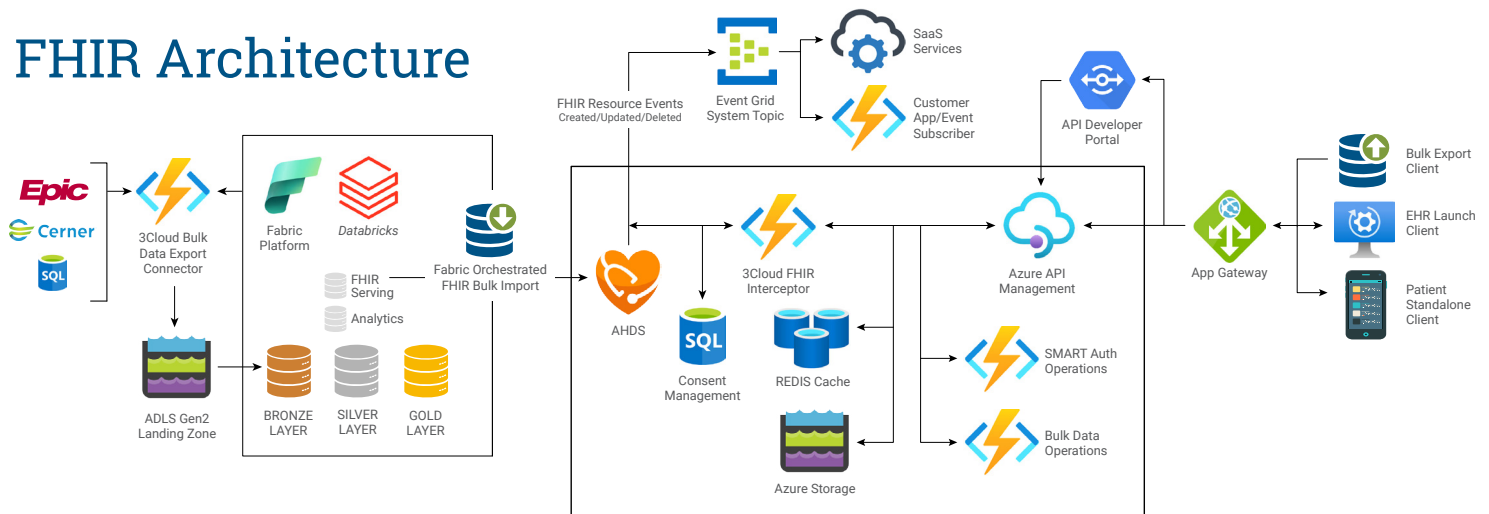 FHIR Architecture
SaaS
Services
Event Grid
System Topic
Customer
App/Event
Subscriber
FHIR Resource Events
Created/Updated/Deleted
API Developer
Portal
Epic
Cerner
SQL
3Cloud Bulk
Data Export
Connector
Fabric
Platform
Databricks
FHIR
Serving
Analytics
Fabric Orchestrated
FHIR Bulk Import
ADLS Gen2
Landing Zone
BRONZE
LAYER
SILVER
LAYER
GOLD
LAYER
AHDS
SQL
Consent
Management
3Cloud FHIR
Interceptor
REDIS Cache
Azure Storage
Azure API
Management
SMART Auth
Operations
Bulk Data
Operations
App Gateway
Bulk Export
Client
EHR Launch
Client
Patient
Standalone
Client